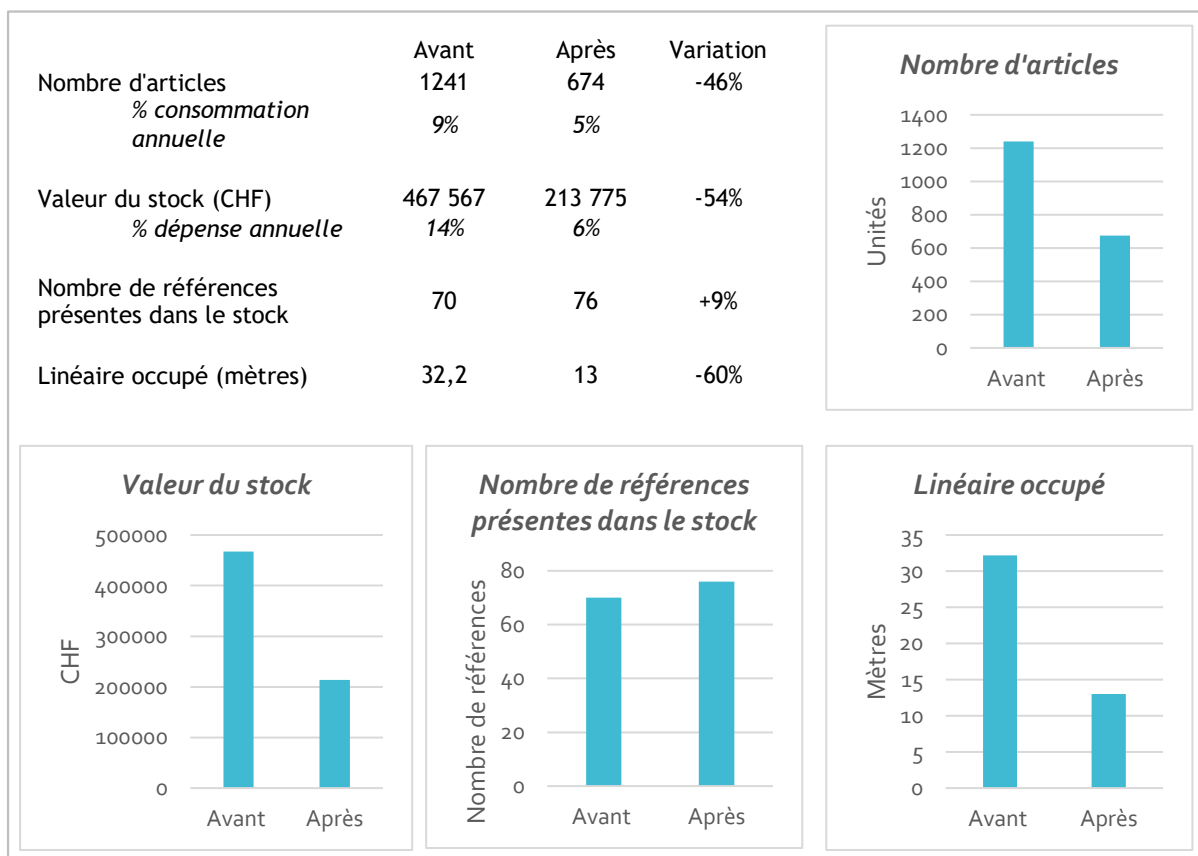 Avant Après Variation
Nombre d'articles 1241 674 -46%
% consommation
annuelle 9% 5%
Valeur du stock (CHF) 467 567 213 775 -54%
% dépense annuelle 14% 6%
Nombre de références
présentes dans le stock 70 76 +9%
Linéaire occupé (mètres) 32,2 13 -60%
Nombre d'articles
Unités
1400
1200
1000
800
600
400
200
0
Avant Après
Valeur du stock
CHF
500000
400000
300000
200000
100000
0
Avant Après
Nombre de références
présentes dans le stock
Nombre de références
80
60
40
20
0
Avant Après
Linéaire occupé
Mètres
35
30
25
20
15
10
5
0
Avant Après